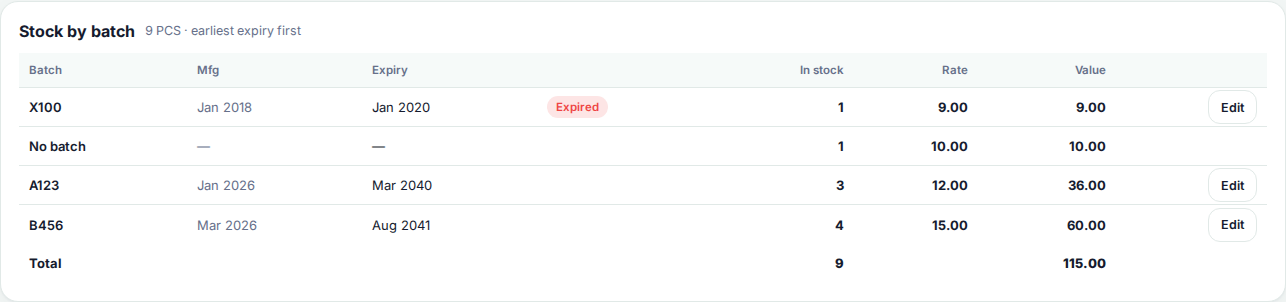 Stock by batch 9 PCS · earliest expiry first
Batch Mfg Expiry In stock Rate Value
X100 Jan 2018 Jan 2020 Expired 1 9.00 9.00 Edit
No batch — — 1 10.00 10.00
A123 Jan 2026 Mar 2040 3 12.00 36.00 Edit
B456 Mar 2026 Aug 2041 4 15.00 60.00 Edit
Total 9 115.00